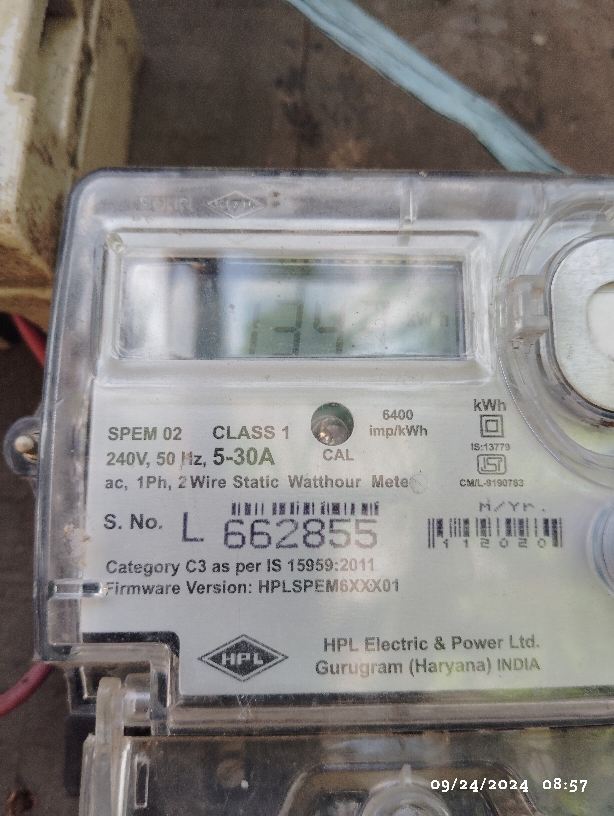 SPEM 02 CLASS 1
6400
imp/kWh
kWh
240V, 50 Hz, 5-30A
CAL
IS:13779
ac, 1Ph, 2 Wire Static Watthour Meter
CM/L-9190783
M/Yr.
S. No. L 662855
112020
Category C3 as per IS 15959:2011
Firmware Version: HPLSPEM6XXX01
HPL
HPL Electric & Power Ltd.
Gurugram (Haryana) INDIA
09/24/2024 08:57